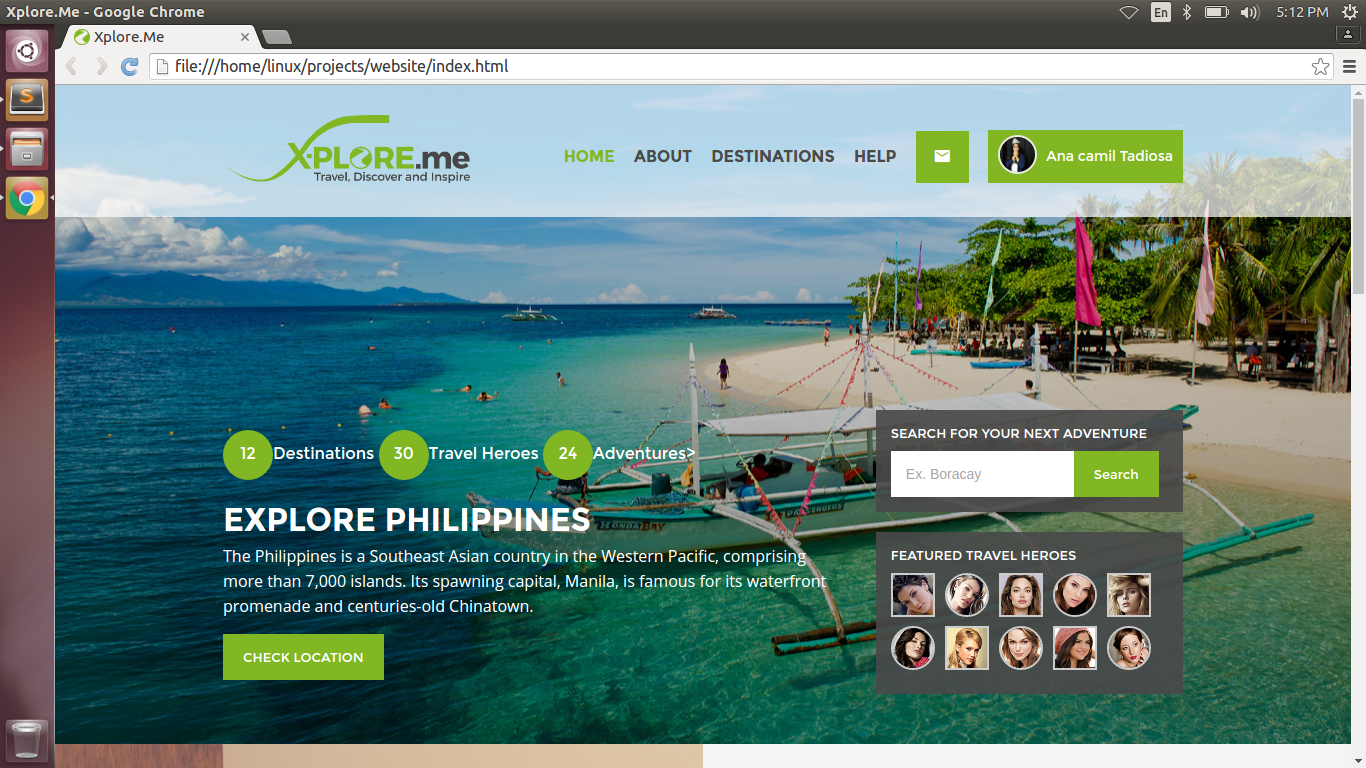 Xplore.Me - Google Chrome
En
5:12 PM
Xplore.Me
file:///home/linux/projects/website/index.html
X-PLORE.me
Travel, Discover and Inspire
HOME ABOUT DESTINATIONS HELP
Ana camil Tadiosa
12 Destinations 30 Travel Heroes 24 Adventures>
EXPLORE PHILIPPINES
The Philippines is a Southeast Asian country in the Western Pacific, comprising
more than 7,000 islands. Its spawning capital, Manila, is famous for its waterfront
promenade and centuries-old Chinatown.
CHECK LOCATION
SEARCH FOR YOUR NEXT ADVENTURE
Ex. Boracay
Search
FEATURED TRAVEL HEROES
HONDA BAY
PASSENGERS
S